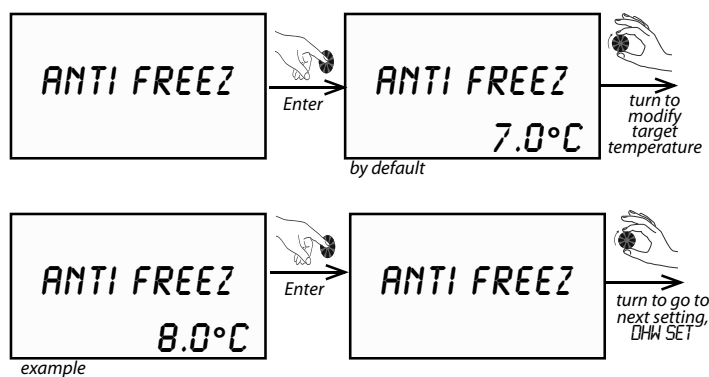 ANTI FREEZ
Enter
ANTI FREEZ
7.0°C
by default
turn to
modify
target
temperature
ANTI FREEZ
8.0°C
example
Enter
ANTI FREEZ
turn to go to
next setting,
DHW SET